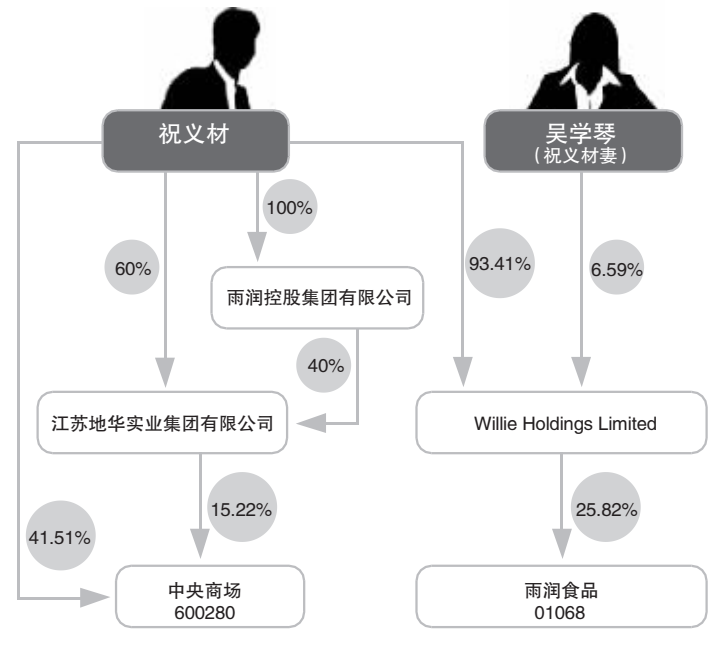 祝义材
吴学琴
(祝义材妻)
100%
60%
93.41%
6.59%
雨润控股集团有限公司
40%
江苏地华实业集团有限公司
Willie Holdings Limited
15.22%
25.82%
41.51%
中央商场
600280
雨润食品
01068